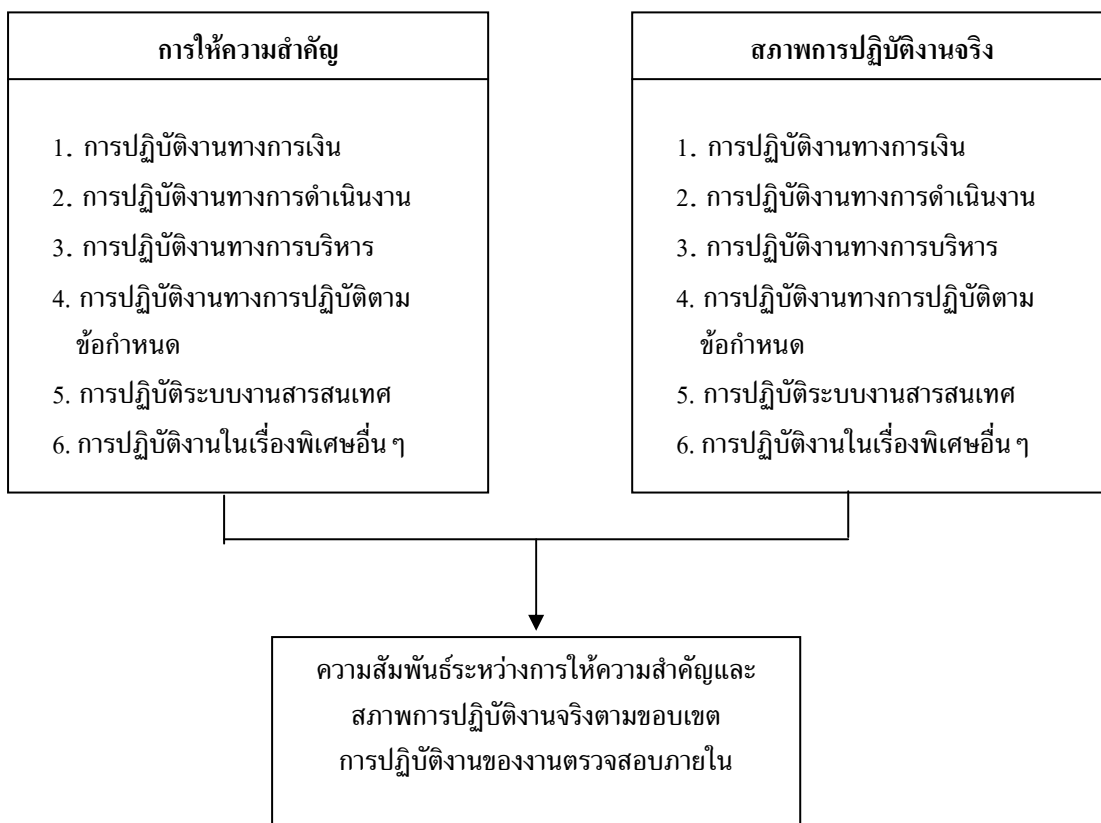 การให้ความสำคัญ
1. การปฏิบัติงานทางการเงิน
2. การปฏิบัติงานทางการดำเนินงาน
3. การปฏิบัติงานทางการบริหาร
4. การปฏิบัติงานทางการปฏิบัติตาม
ข้อกำหนด
5. การปฏิบัติระบบงานสารสนเทศ
6. การปฏิบัติงานในเรื่องพิเศษอื่น ๆ
สภาพการปฏิบัติงานจริง
1. การปฏิบัติงานทางการเงิน
2. การปฏิบัติงานทางการดำเนินงาน
3. การปฏิบัติงานทางการบริหาร
4. การปฏิบัติงานทางการปฏิบัติตาม
ข้อกำหนด
5. การปฏิบัติระบบงานสารสนเทศ
6. การปฏิบัติงานในเรื่องพิเศษอื่น ๆ
ความสัมพันธ์ระหว่างการให้ความสำคัญและ
สภาพการปฏิบัติงานจริงตามขอบเขต
การปฏิบัติงานของงานตรวจสอบภายใน